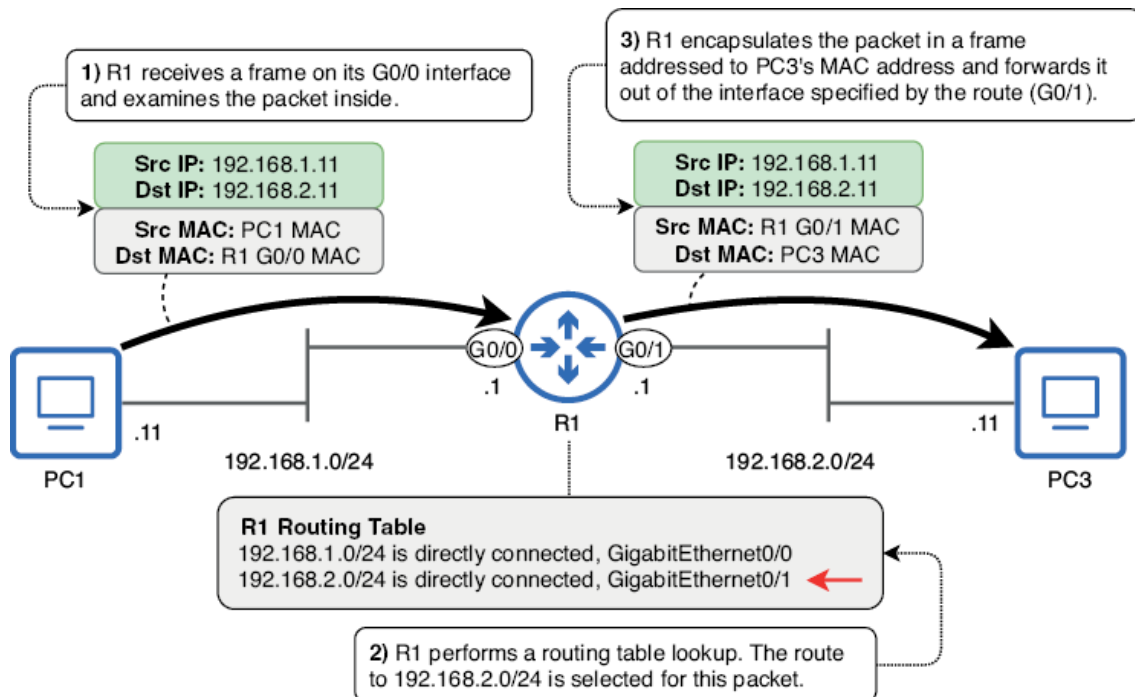 1) R1 receives a frame on its G0/0 interface
and examines the packet inside.
3) R1 encapsulates the packet in a frame
addressed to PC3's MAC address and forwards it
out of the interface specified by the route (G0/1).
Src IP: 192.168.1.11
Dst IP: 192.168.2.11
Src MAC: PC1 MAC
Dst MAC: R1 G0/0 MAC
Src IP: 192.168.1.11
Dst IP: 192.168.2.11
Src MAC: R1 G0/1 MAC
Dst MAC: PC3 MAC
G0/0
G0/1
.1
.1
R1
.11
.11
PC1
192.168.1.0/24
192.168.2.0/24
PC3
R1 Routing Table
192.168.1.0/24 is directly connected, GigabitEthernet0/0
192.168.2.0/24 is directly connected, GigabitEthernet0/1
2) R1 performs a routing table lookup. The route
to 192.168.2.0/24 is selected for this packet.